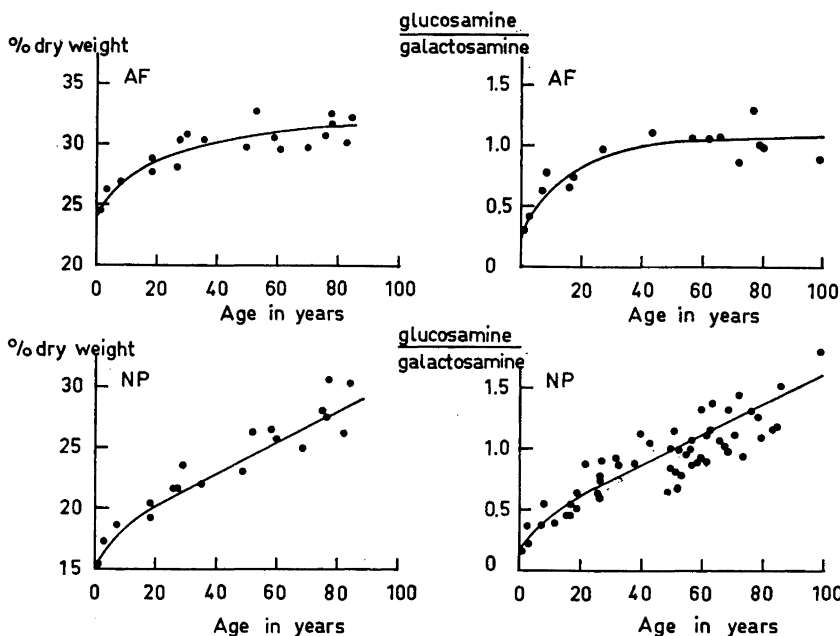 % dry weight
AF
35
30
25
20
0 20 40 60 80 100
Age in years
glucosamine
galactosamine
AF
1.5
1.0
0.5
0
0 20 40 60 80 100
Age in years
% dry weight
NP
30
25
20
15
0 20 40 60 80 100
Age in years
glucosamine
galactosamine
NP
1.5
1.0
0.5
0
0 20 40 60 80 100
Age in years